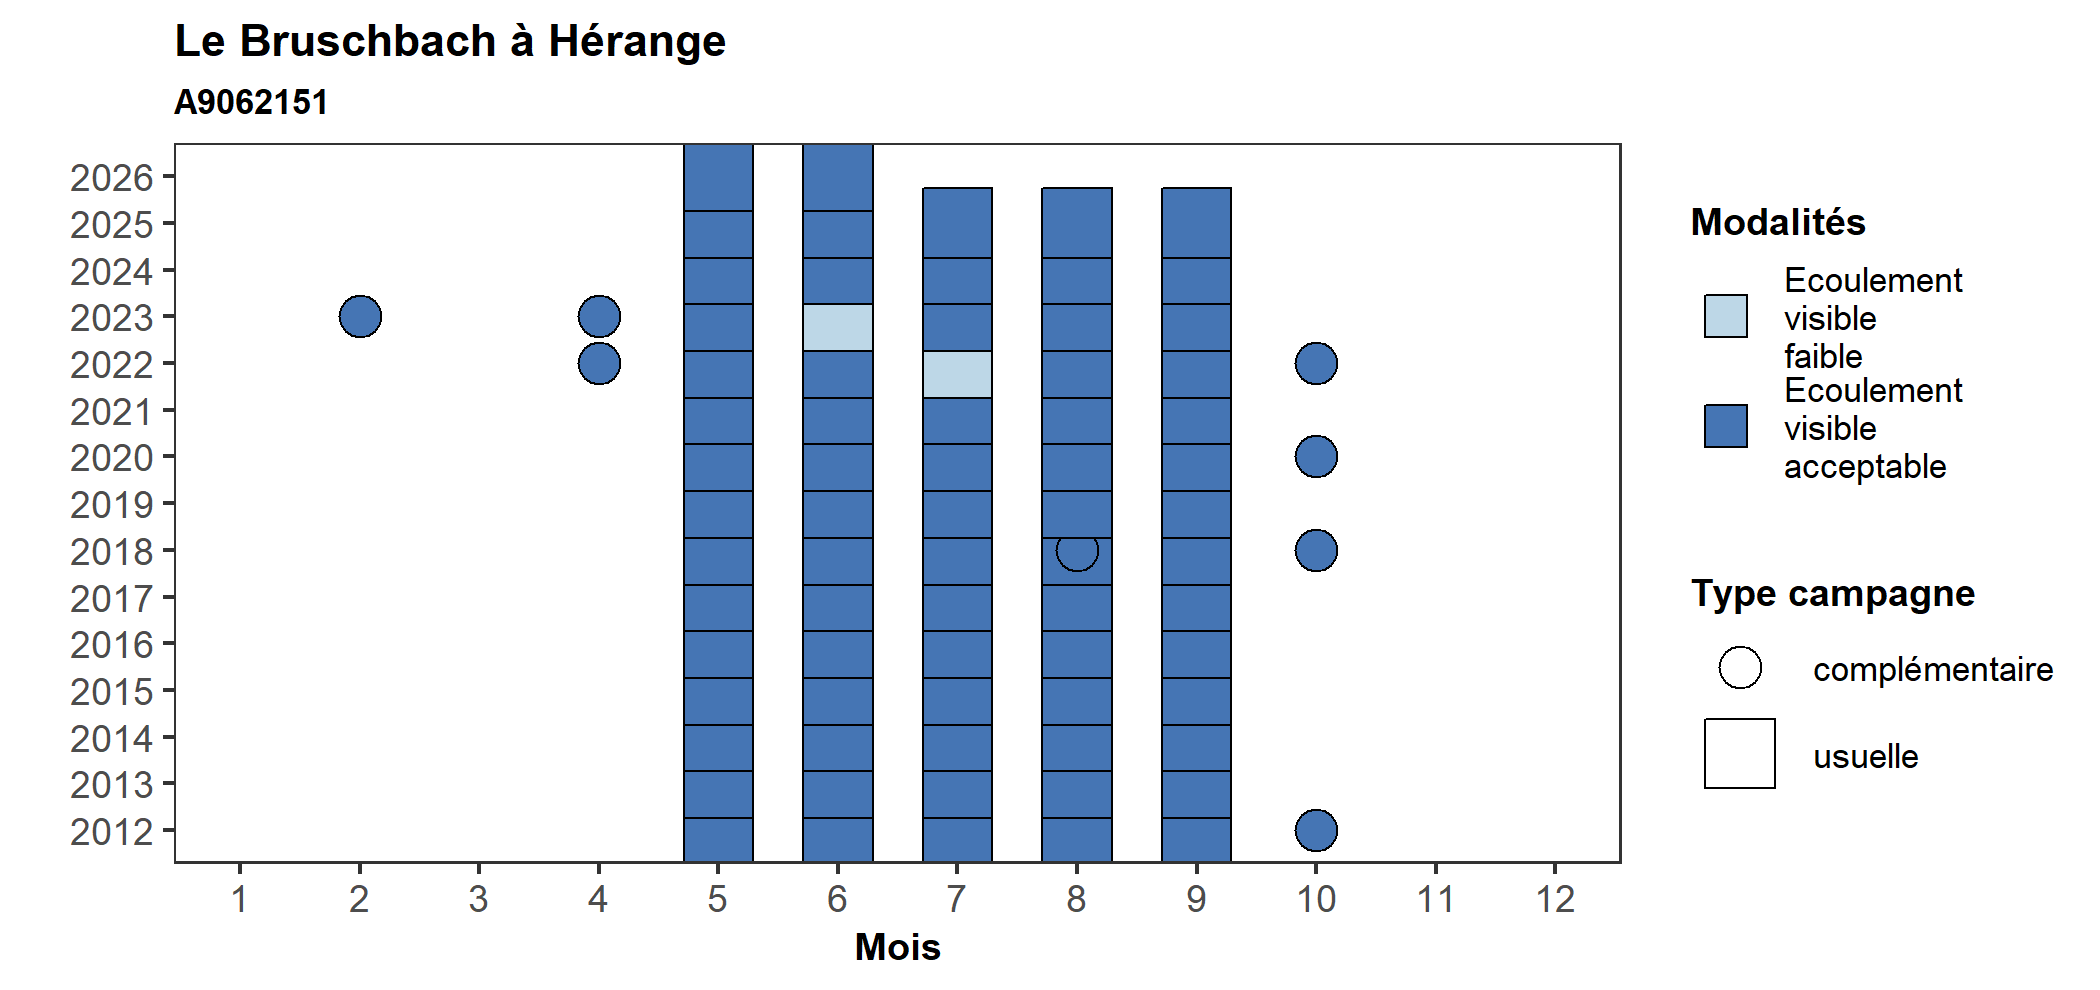 Le Bruschbach à Hérange
A9062151
2026
2025
2024
2023
2022
2021
2020
2019
2018
2017
2016
2015
2014
2013
2012
1 2 3 4 5 6 7 8 9 10 11 12
Mois
Modalités
Ecoulement
visible
faible
Ecoulement
visible
acceptable
Type campagne
complémentaire
usuelle